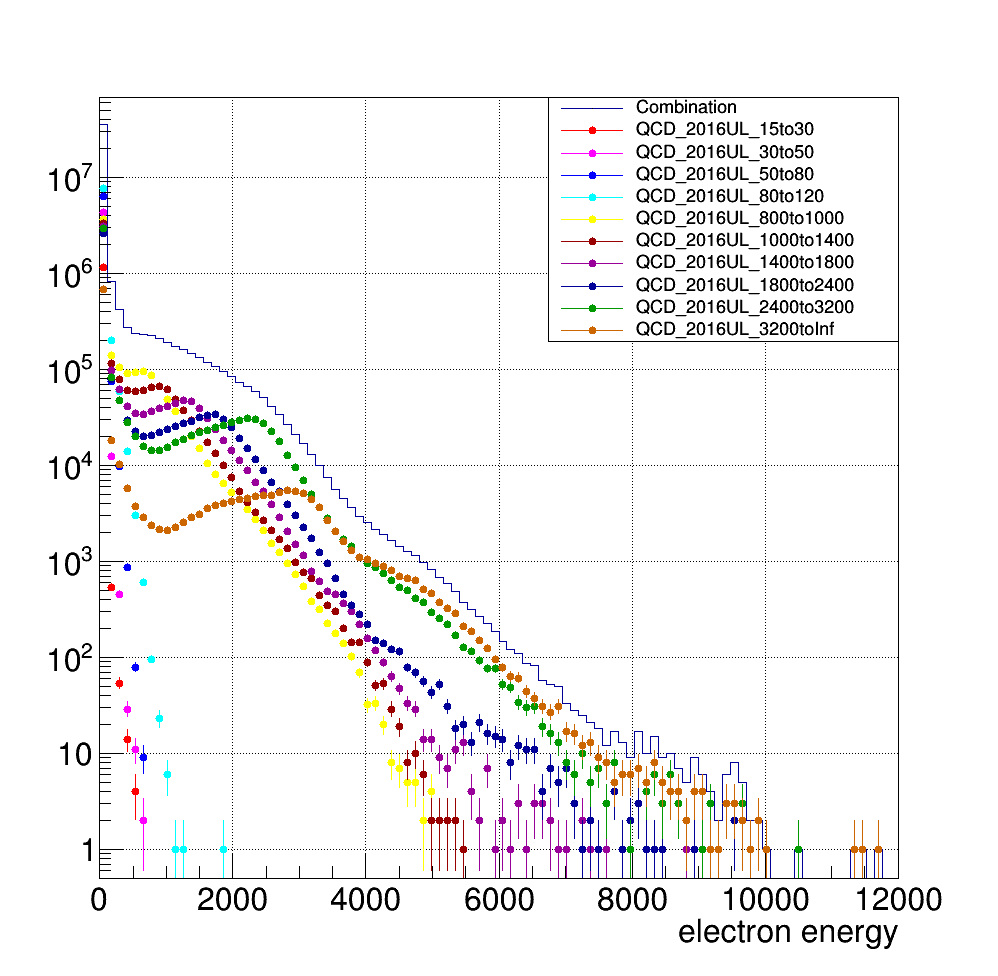 Combination
QCD_2016UL_15to30
QCD_2016UL_30to50
QCD_2016UL_50to80
QCD_2016UL_80to120
QCD_2016UL_800to1000
QCD_2016UL_1000to1400
QCD_2016UL_1400to1800
QCD_2016UL_1800to2400
QCD_2016UL_2400to3200
QCD_2016UL_3200toInf
10⁷
10⁶
10⁵
10⁴
10³
10²
10
1
0 2000 4000 6000 8000 10000 12000
electron energy